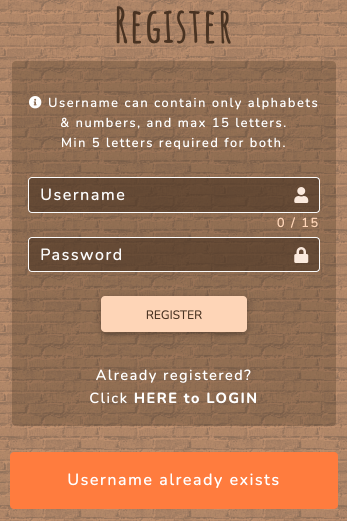 Register
Username can contain only alphabets
& numbers, and max 15 letters.
Min 5 letters required for both.
Username
0 / 15
Password
REGISTER
Already registered?
Click HERE to LOGIN
Username already exists